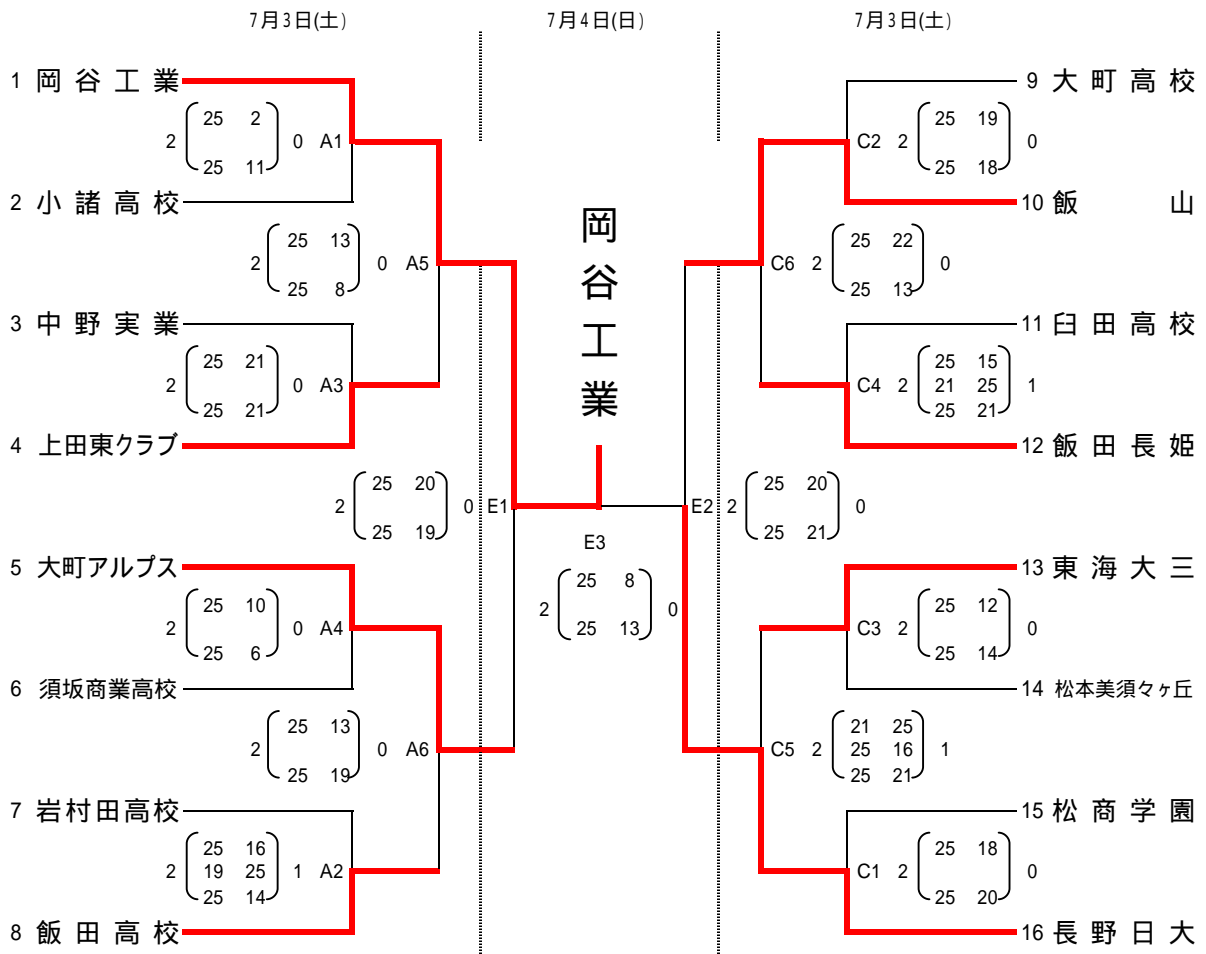 7月3日(土) 7月4日(日) 7月3日(土)
1 岡谷工業 9 大町高校
25 2 25 19
2 0 A1 C2 2 0
25 11 25 18
2 小諸高校 10 飯山
25 13 25 22
2 0 A5 C6 2 0
25 8 25 13
岡谷工業
3 中野実業 11 臼田高校
25 21 25 15
2 0 A3 C4 2 21 25 1
25 21 25 21
4 上田東クラブ 12 飯田長姫
25 20 25 20
2 0 E1 E2 2 0
25 19 25 21
E3
5 大町アルプス 13 東海大三
25 8
2 0
25 13
25 10 25 12
2 0 A4 C3 2 0
25 6 25 14
6 須坂商業高校 14 松本美須々ヶ丘
25 13 21 25
2 0 A6 C5 2 25 16 1
25 19 25 21
7 岩村田高校 15 松商学園
25 16 25 18
2 19 25 1 A2 C1 2 0
25 14 25 20
8 飯田高校 16 長野日大